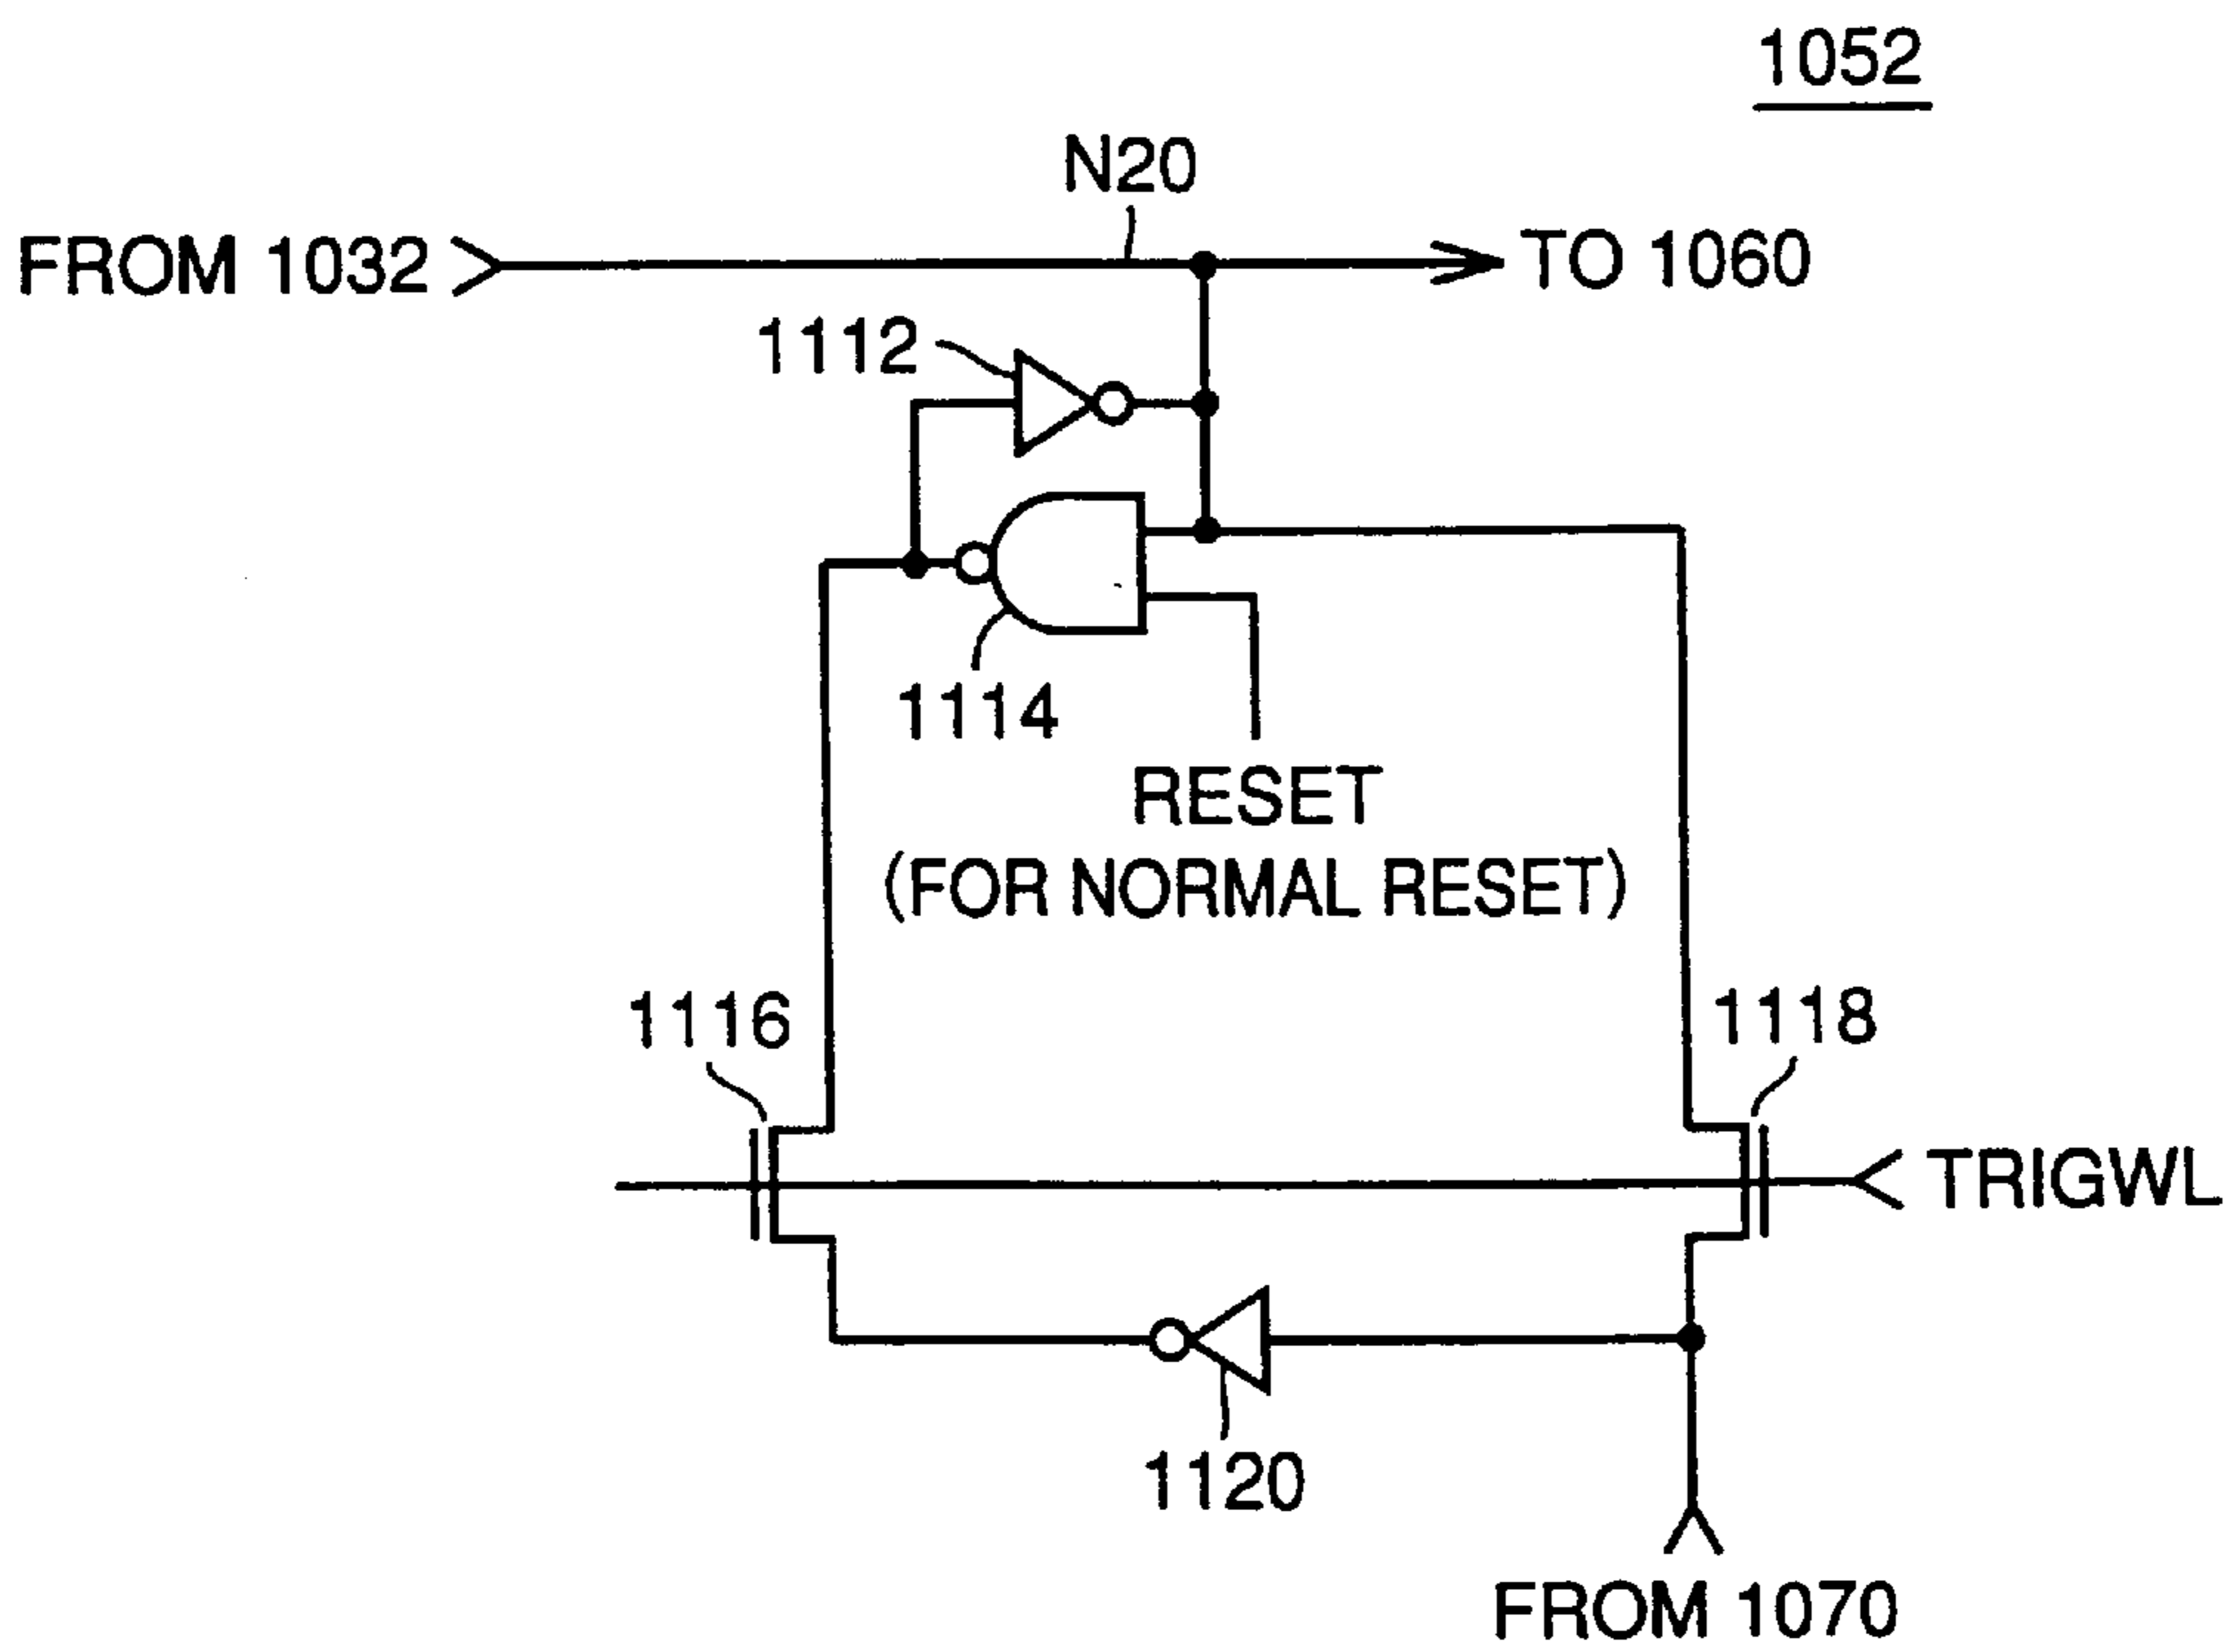 1052
N20
FROM 1032
TO 1060
1112
1114
RESET
(FOR NORMAL RESET)
1116
1118
TRIGWL
1120
FROM 1070